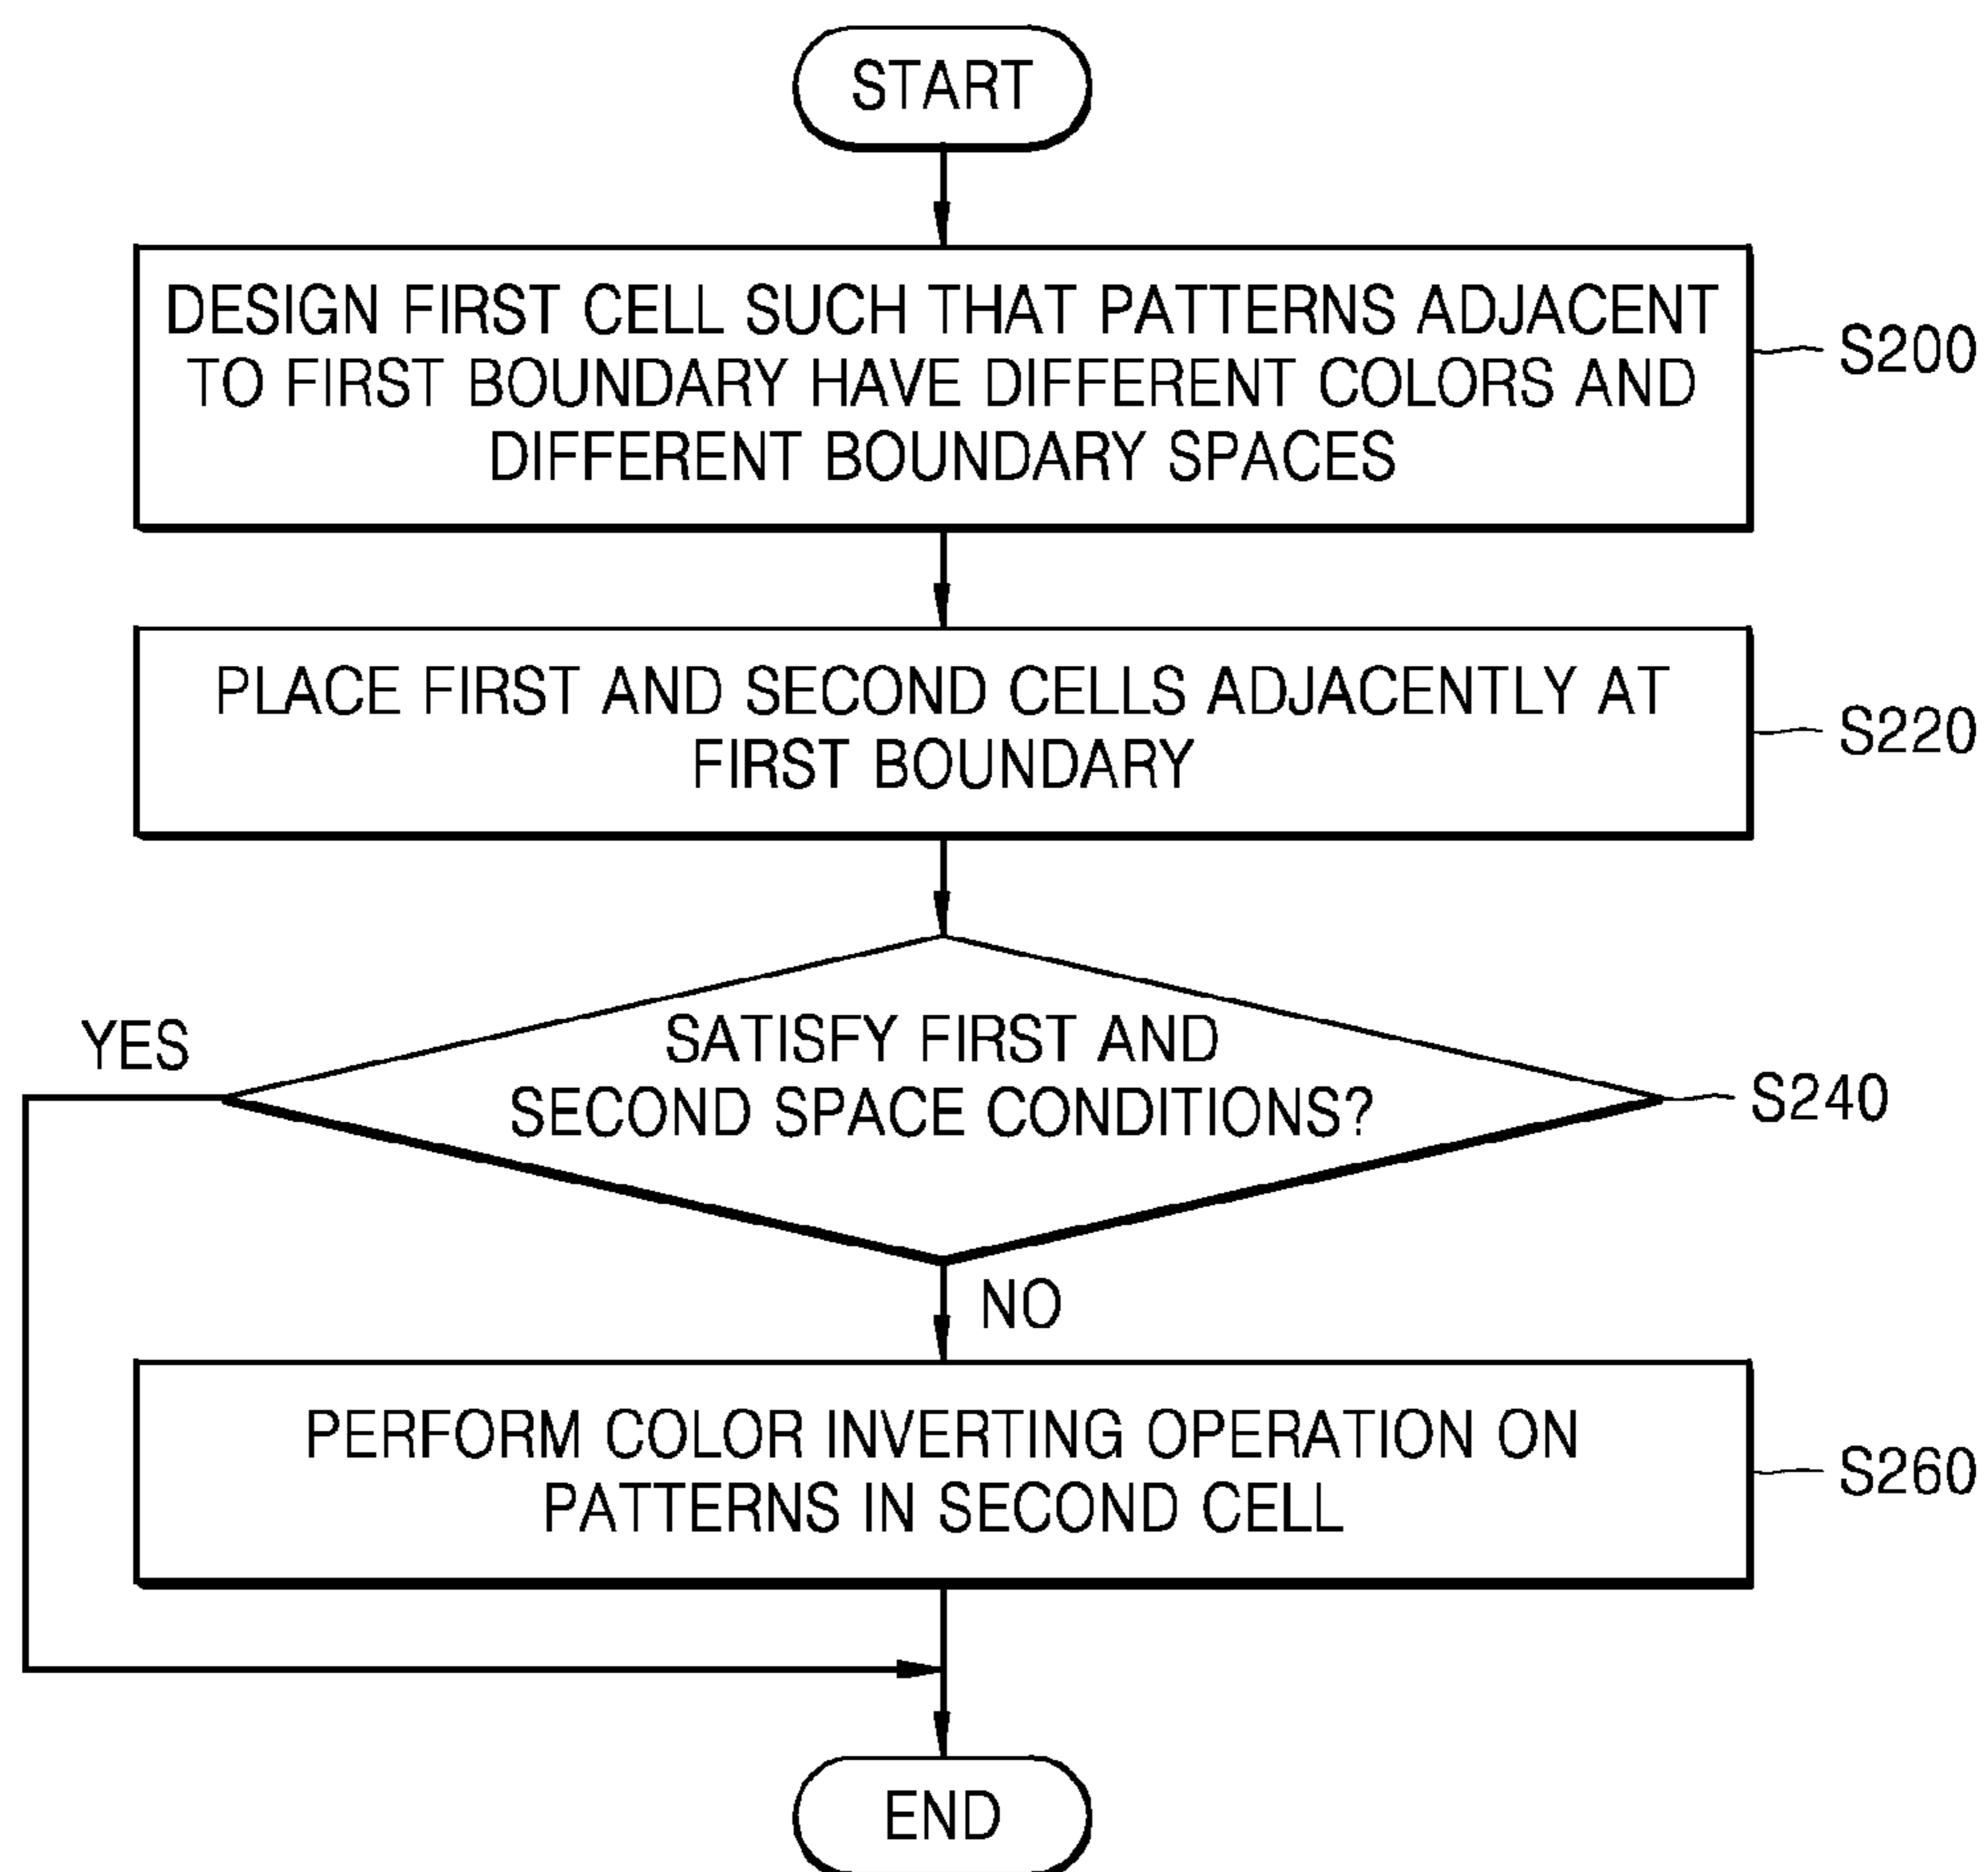 START
DESIGN FIRST CELL SUCH THAT PATTERNS ADJACENT
TO FIRST BOUNDARY HAVE DIFFERENT COLORS AND
DIFFERENT BOUNDARY SPACES
S200
PLACE FIRST AND SECOND CELLS ADJACENTLY AT
FIRST BOUNDARY
S220
YES
SATISFY FIRST AND
SECOND SPACE CONDITIONS?
S240
NO
PERFORM COLOR INVERTING OPERATION ON
PATTERNS IN SECOND CELL
S260
END